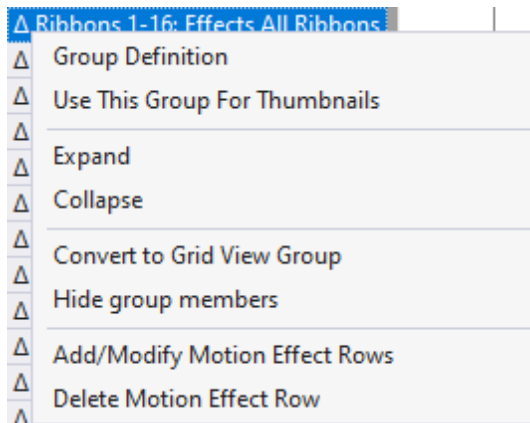 Δ Ribbons 1-16: Effects All Ribbons
Δ Group Definition
Δ Use This Group For Thumbnails
Δ
Δ Expand
Δ Collapse
Δ
Δ Convert to Grid View Group
Δ Hide group members
Δ Add/Modify Motion Effect Rows
Δ Delete Motion Effect Row
Δ